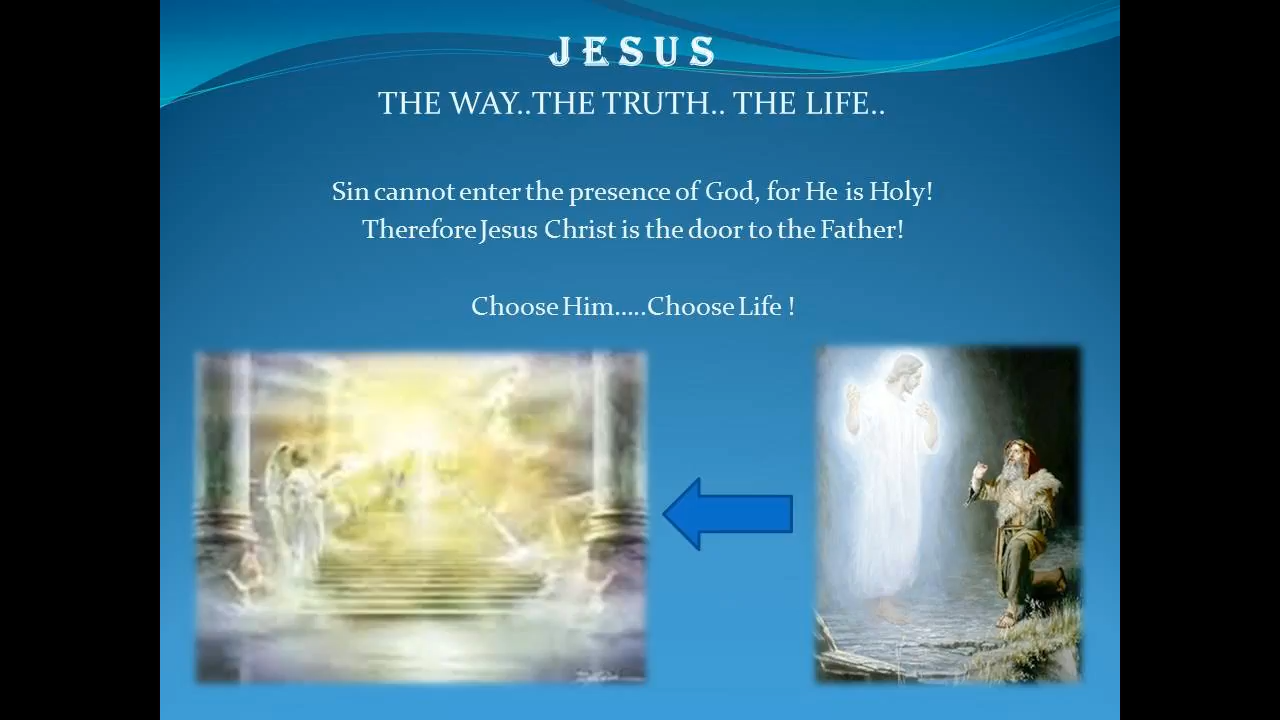 JESUS
THE WAY..THE TRUTH.. THE LIFE..
Sin cannot enter the presence of God, for He is Holy!
Therefore Jesus Christ is the door to the Father!
Choose Him.....Choose Life !